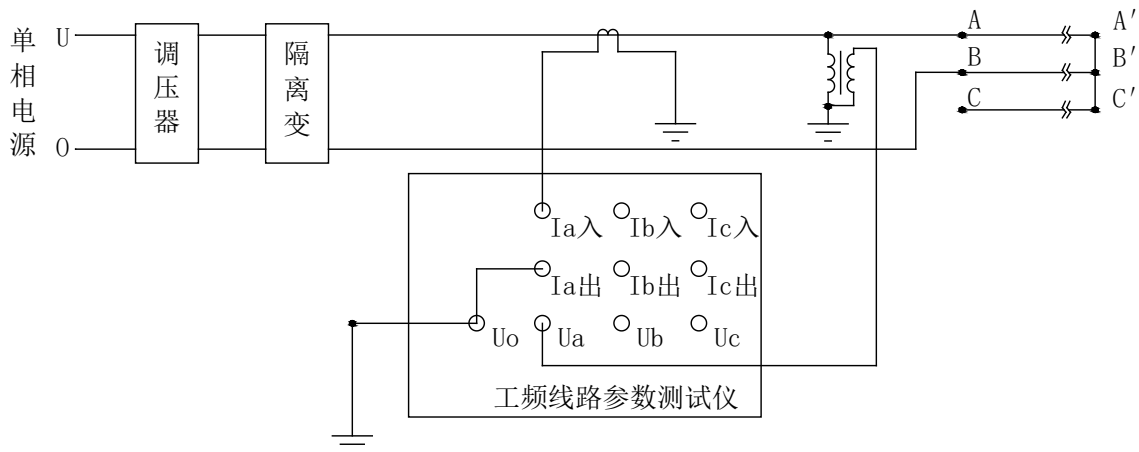 单相电源
U
O
调压器
隔离变
A
A′
B
B′
C
C′
Ia入 Ib入 Ic入
Ia出 Ib出 Ic出
Uo Ua Ub Uc
工频线路参数测试仪